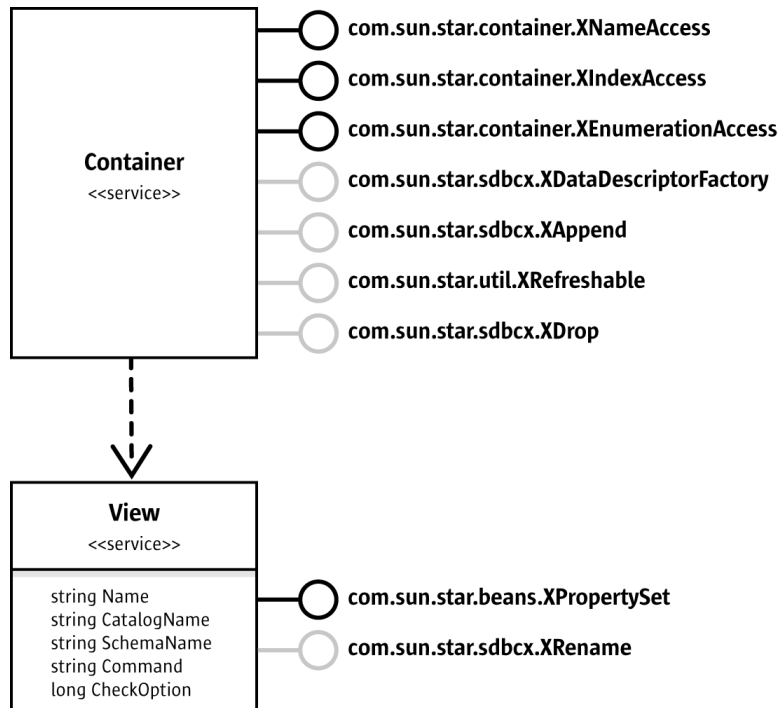 Container
<<service>>
com.sun.star.container.XNameAccess
com.sun.star.container.XIndexAccess
com.sun.star.container.XEnumerationAccess
com.sun.star.sdbcx.XDataDescriptorFactory
com.sun.star.sdbcx.XAppend
com.sun.star.util.XRefreshable
com.sun.star.sdbcx.XDrop
View
<<service>>
string Name
string CatalogName
string SchemaName
string Command
long CheckOption
com.sun.star.beans.XPropertySet
com.sun.star.sdbcx.XRename